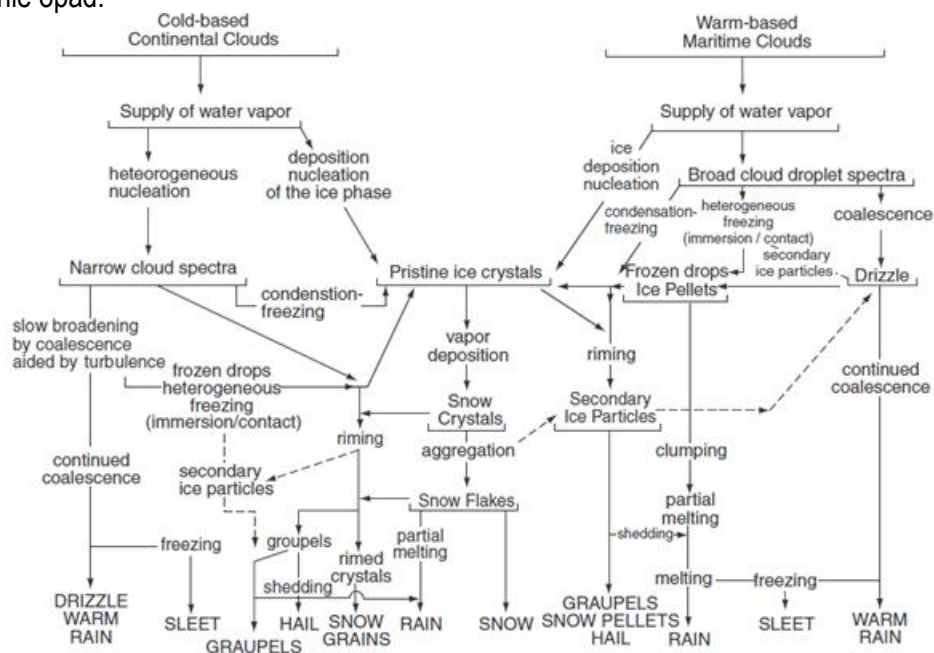 nic opad.
Cold-based
Continental Clouds
Warm-based
Maritime Clouds
Supply of water vapor
Supply of water vapor
heteorogeneous
nucleation
deposition
nucleation
of the ice phase
ice
deposition
nucleation
Broad cloud droplet spectra
condensation-
freezing
heterogeneous
freezing
(immersion / contact)
coalescence
secondary
ice particles
Narrow cloud spectra
Pristine ice crystals
Frozen drops
Ice Pellets
Drizzle
condenstion-
freezing
slow broadening
by coalescence
aided by turbulence
vapor
deposition
riming
frozen drops
heterogeneous
freezing
(immersion/contact)
continued
coalescence
Snow
Crystals
Secondary
Ice Particles
riming
aggregation
clumping
continued
coalescence
secondary
ice particles
Snow Flakes
partial
melting
freezing
groupels
rimed
crystals
partial
melting
shedding
shedding
melting
freezing
DRIZZLE
WARM
RAIN
SLEET
GRAUPELS
HAIL
SNOW
GRAINS
RAIN
SNOW
GRAUPELS
SNOW PELLETS
HAIL
RAIN
SLEET
WARM
RAIN